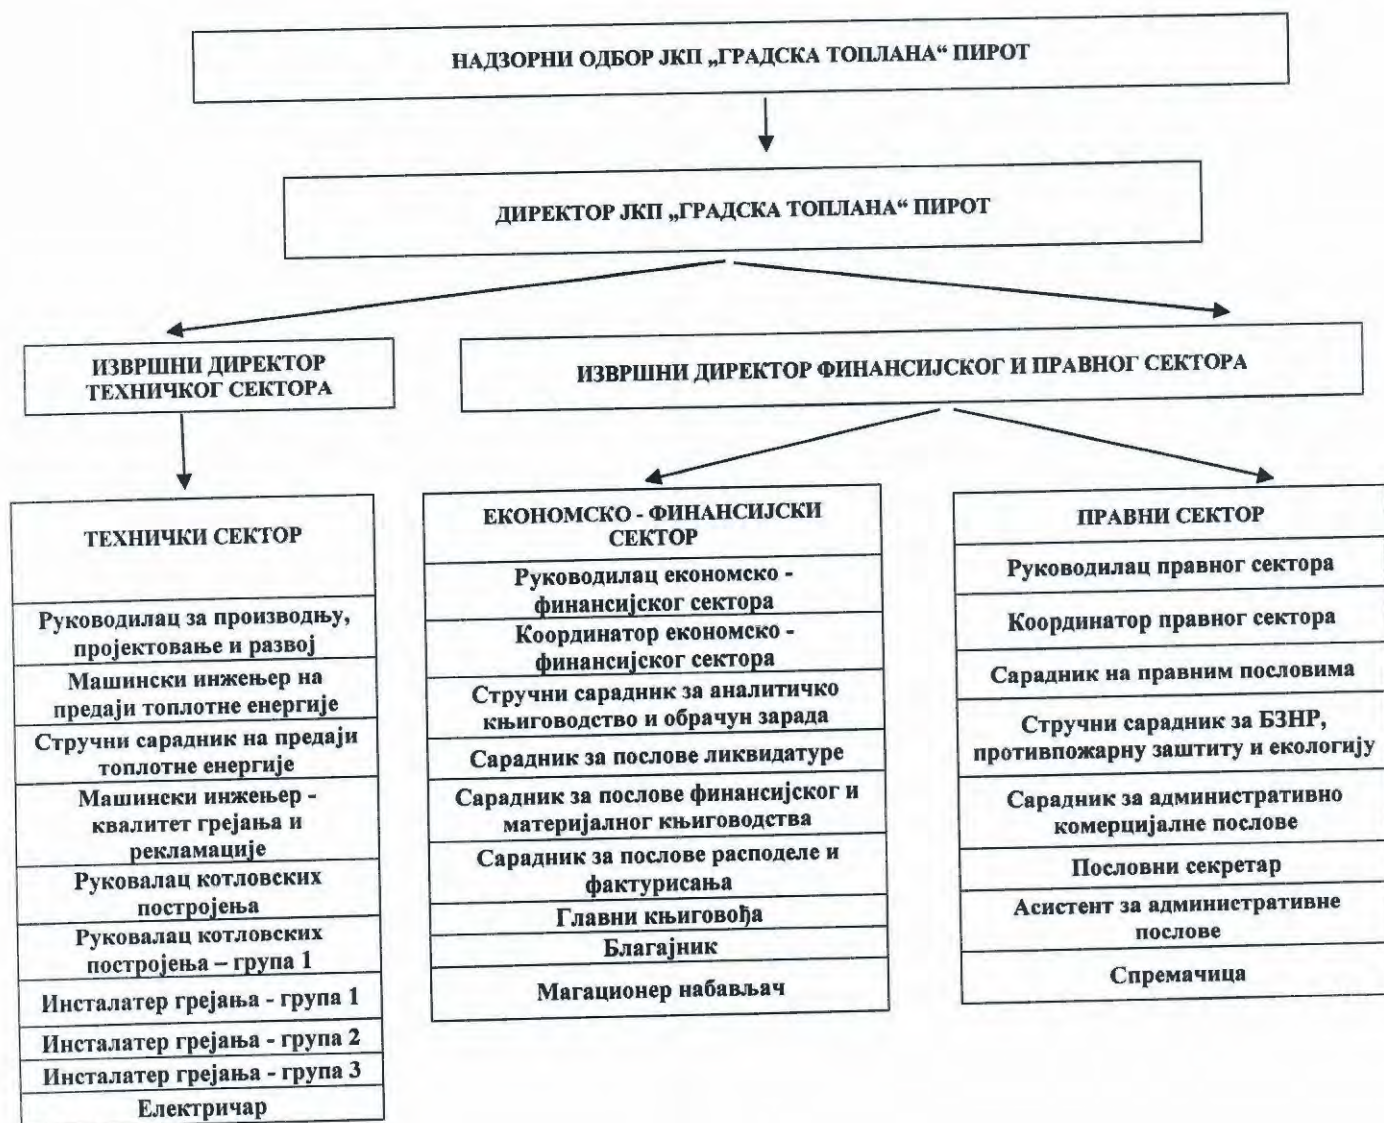 НАДЗОРНИ ОДБОР ЈКП „ГРАДСКА ТОПЛАНА“ ПИРОТ
ДИРЕКТОР ЈКП „ГРАДСКА ТОПЛАНА“ ПИРОТ
ИЗВРШНИ ДИРЕКТОР
ТЕХНИЧКОГ СЕКТОРА
ИЗВРШНИ ДИРЕКТОР ФИНАНСИЈСКОГ И ПРАВНОГ СЕКТОРА
ТЕХНИЧКИ СЕКТОР
Руководилац за производњу,
пројектовање и развој
Машински инжењер на
предаји топлотне енергије
Стручни сарадник на предаји
топлотне енергије
Машински инжењер -
квалитет грејања и
рекламације
Руковалац котловских
постројења
Руковалац котловских
постројења – група 1
Инсталатер грејања - група 1
Инсталатер грејања - група 2
Инсталатер грејања - група 3
Електричар
ЕКОНОМСКО - ФИНАНСИЈСКИ
СЕКТОР
Руководилац економско -
финансијског сектора
Координатор економско -
финансијског сектора
Стручни сарадник за аналитичко
књиговодство и обрачун зарада
Сарадник за послове ликвидатуре
Сарадник за послове финансијског и
материјалног књиговодства
Сарадник за послове расподеле и
фактурисања
Главни књиговођа
Благајник
Магационер набављач
ПРАВНИ СЕКТОР
Руководилац правног сектора
Координатор правног сектора
Сарадник на правним пословима
Стручни сарадник за БЗНР,
противпожарну заштиту и екологију
Сарадник за административно
комерцијалне послове
Пословни секретар
Асистент за административне
послове
Спремачица